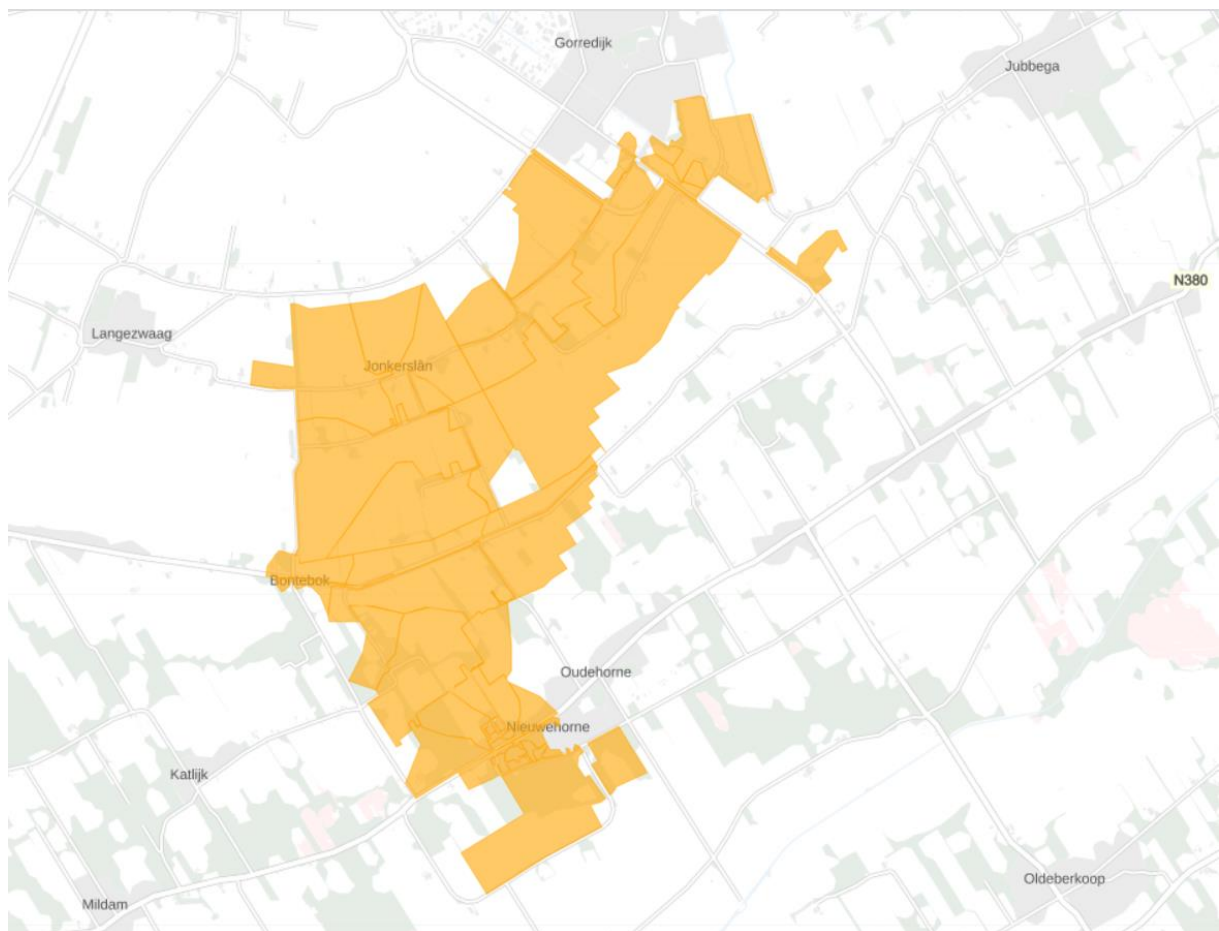 Gorredijk
Jubbega
N380
Langezwaag
Jonkerslân
Bontebok
Oudehorne
Nieuwehorne
Katlijk
Oldeberkoop
Mildam